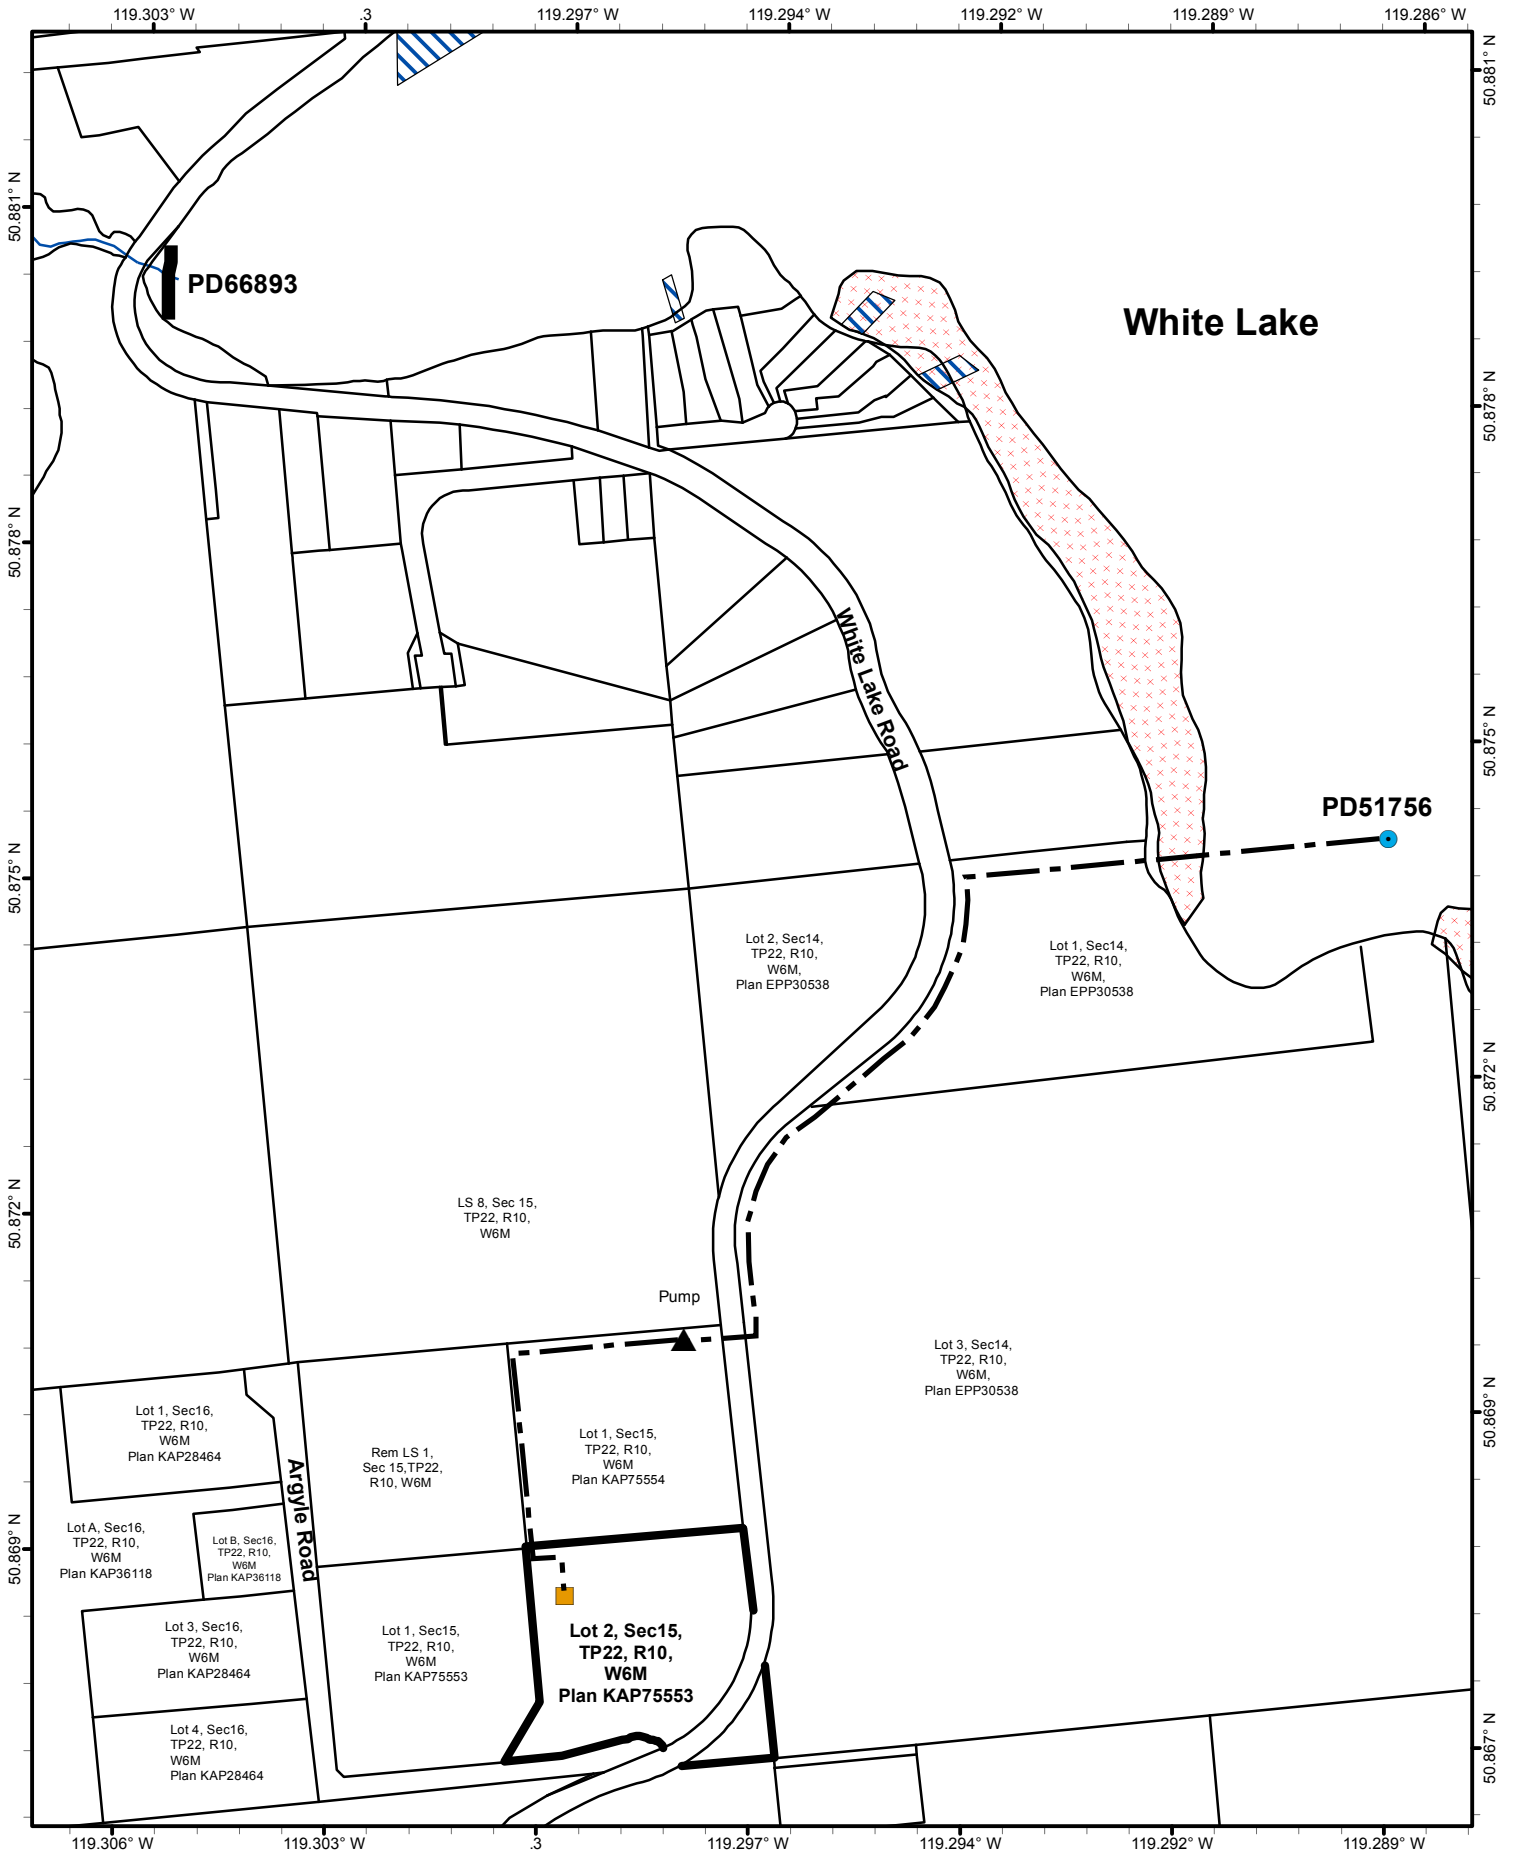 119.303° W
.3
119.297° W
119.294° W
119.292° W
119.289° W
119.286° W
50.881° N
50.881° N
PD66893
White Lake
50.878° N
50.878° N
White Lake Road
50.875° N
PD51756
50.875° N
Lot 2, Sec14,
TP22, R10,
W6M,
Plan EPP30538
Lot 1, Sec14,
TP22, R10,
W6M,
Plan EPP30538
50.872° N
50.872° N
LS 8, Sec 15,
TP22, R10,
W6M
Pump
Lot 3, Sec14,
TP22, R10,
W6M,
Plan EPP30538
50.869° N
Lot 1, Sec16,
TP22, R10,
W6M
Plan KAP28464
Rem LS 1,
Sec 15,TP22,
R10, W6M
Lot 1, Sec15,
TP22, R10,
W6M
Plan KAP75554
Argyle Road
50.869° N
Lot A, Sec16,
TP22, R10,
W6M
Plan KAP36118
Lot B, Sec16,
TP22, R10,
W6M
Plan KAP36118
Lot 3, Sec16,
TP22, R10,
W6M
Plan KAP28464
Lot 1, Sec15,
TP22, R10,
W6M
Plan KAP75553
Lot 2, Sec15,
TP22, R10,
W6M
Plan KAP75553
Lot 4, Sec16,
TP22, R10,
W6M
Plan KAP28464
50.867° N
119.306° W
119.303° W
.3
119.297° W
119.294° W
119.292° W
119.289° W